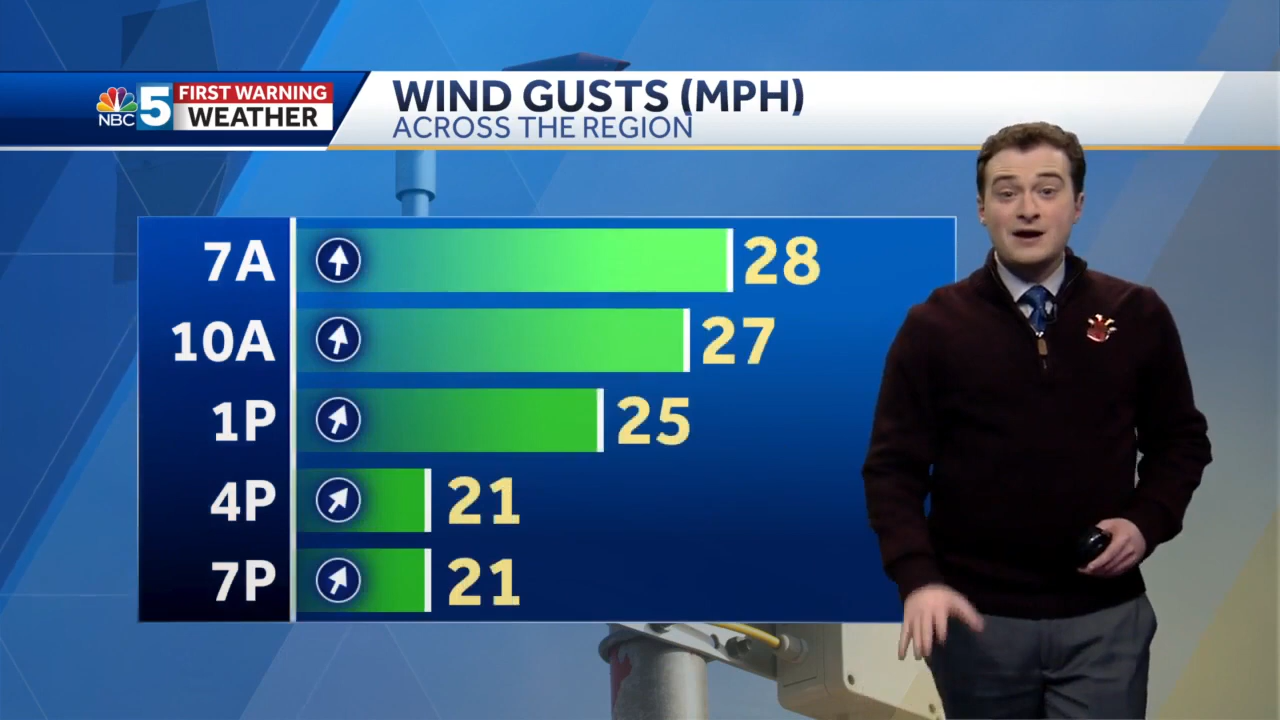 NBC 5 FIRST WARNING
WEATHER
WIND GUSTS (MPH)
ACROSS THE REGION
7A 28
10A 27
1P 25
4P 21
7P 21